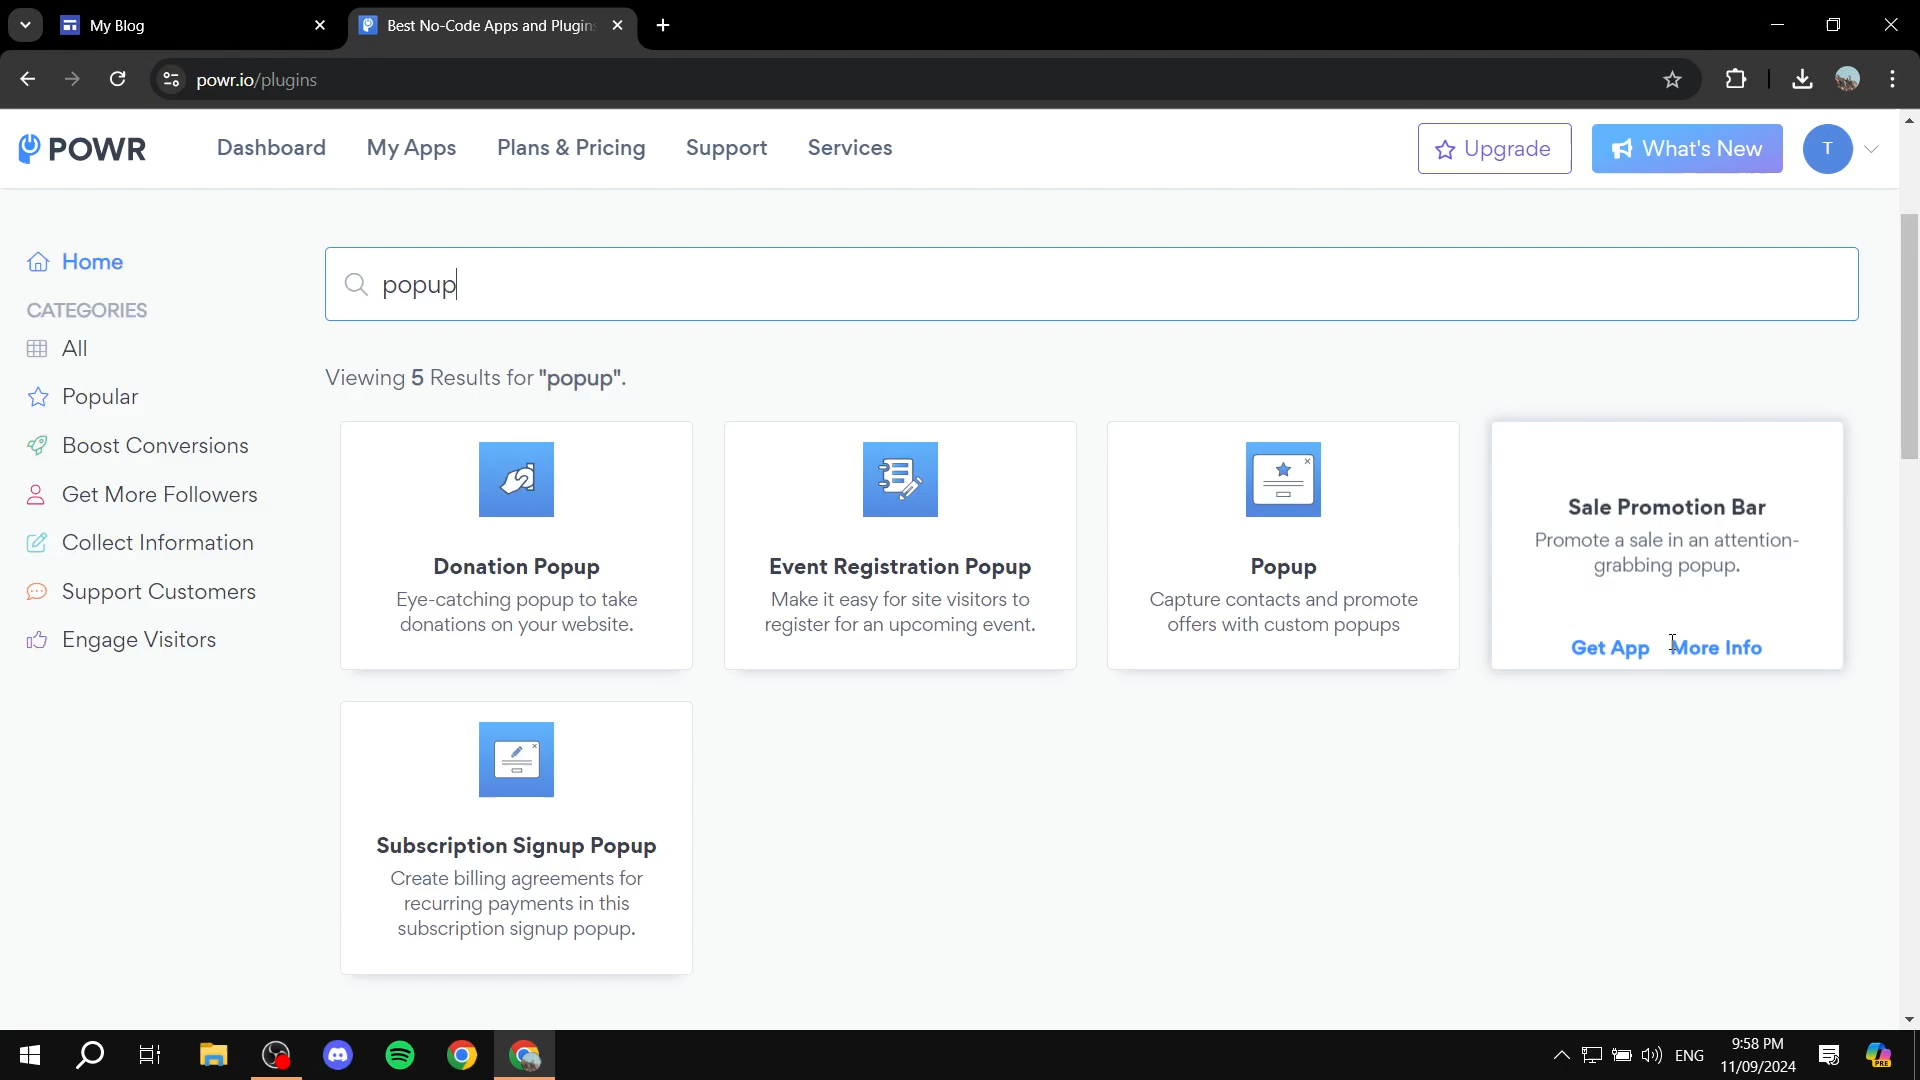 My Blog
Best No-Code Apps and Plugins
powr.io/plugins
POWR
Dashboard
My Apps
Plans & Pricing
Support
Services
Upgrade
What's New
T
Home
CATEGORIES
All
Popular
Boost Conversions
Get More Followers
Collect Information
Support Customers
Engage Visitors
popup
Viewing 5 Results for "popup".
Donation Popup
Eye-catching popup to take
donations on your website.
Event Registration Popup
Make it easy for site visitors to
register for an upcoming event.
Popup
Capture contacts and promote
offers with custom popups
Sale Promotion Bar
Promote a sale in an attention-
grabbing popup.
Get App More Info
Subscription Signup Popup
Create billing agreements for
recurring payments in this
subscription signup popup.
ENG
9:58 PM
11/09/2024
PRE